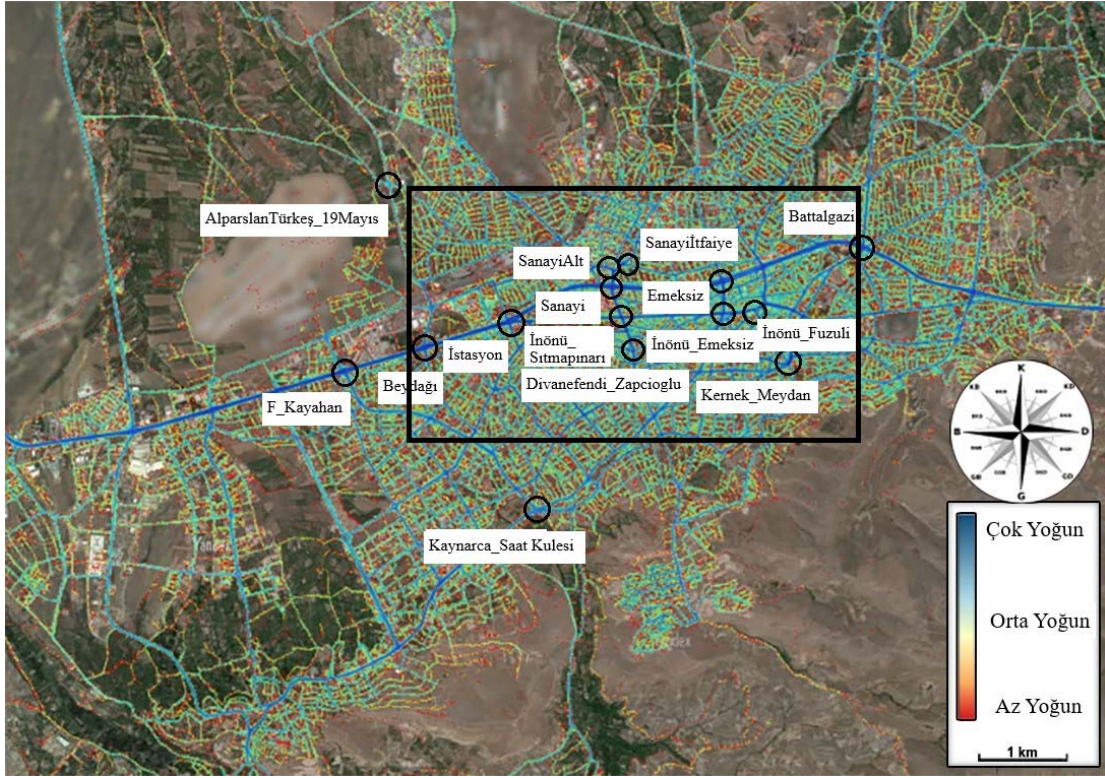 AlparslanTürkeş_19Mayıs
Battalgazi
Sanayiİtfaiye
SanayiAlt
Sanayi
Emeksiz
İstasyon
İnönü_
Sıtmapınarı
İnönü_Emeksiz
İnönü_Fuzuli
Beydağı
Divanefendi_Zapcioglu
Kernek_Meydan
F_Kayahan
Kaynarca_Saat Kulesi
K
B
D
G
Çok Yoğun
Orta Yoğun
Az Yoğun
1 km
Yandex